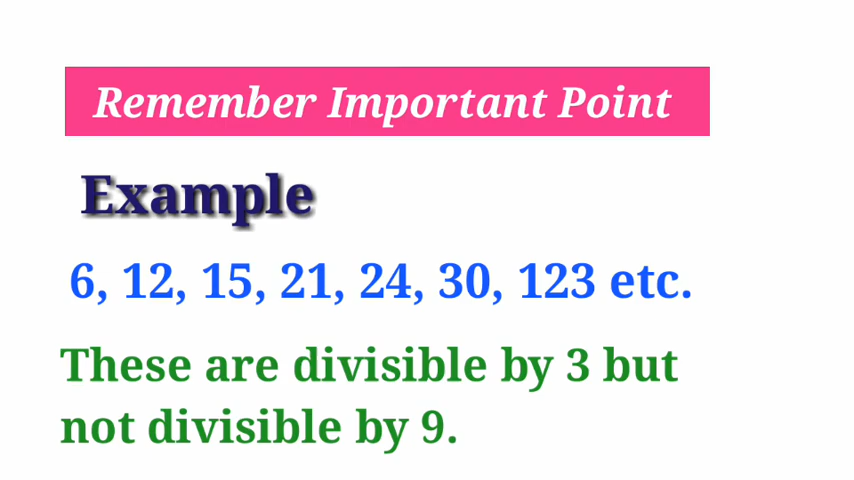 Remember Important Point
Example
6, 12, 15, 21, 24, 30, 123 etc.
These are divisible by 3 but
not divisible by 9.